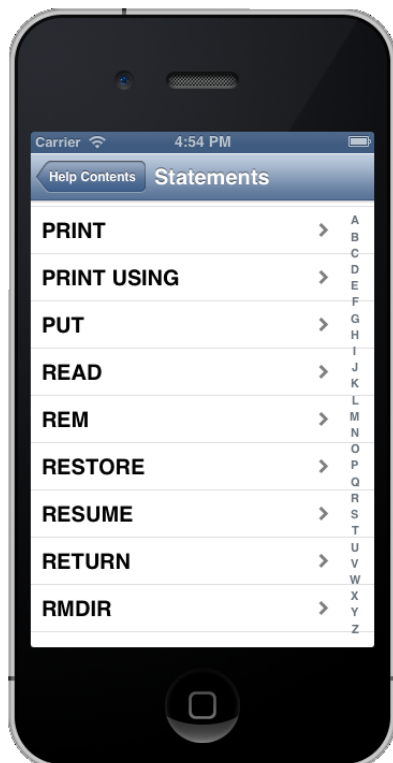 Carrier 4:54 PM
Help Contents Statements
PRINT
PRINT USING
PUT
READ
REM
RESTORE
RESUME
RETURN
RMDIR
A
B
C
D
E
F
G
H
I
J
K
L
M
N
O
P
Q
R
S
T
U
V
W
X
Y
Z